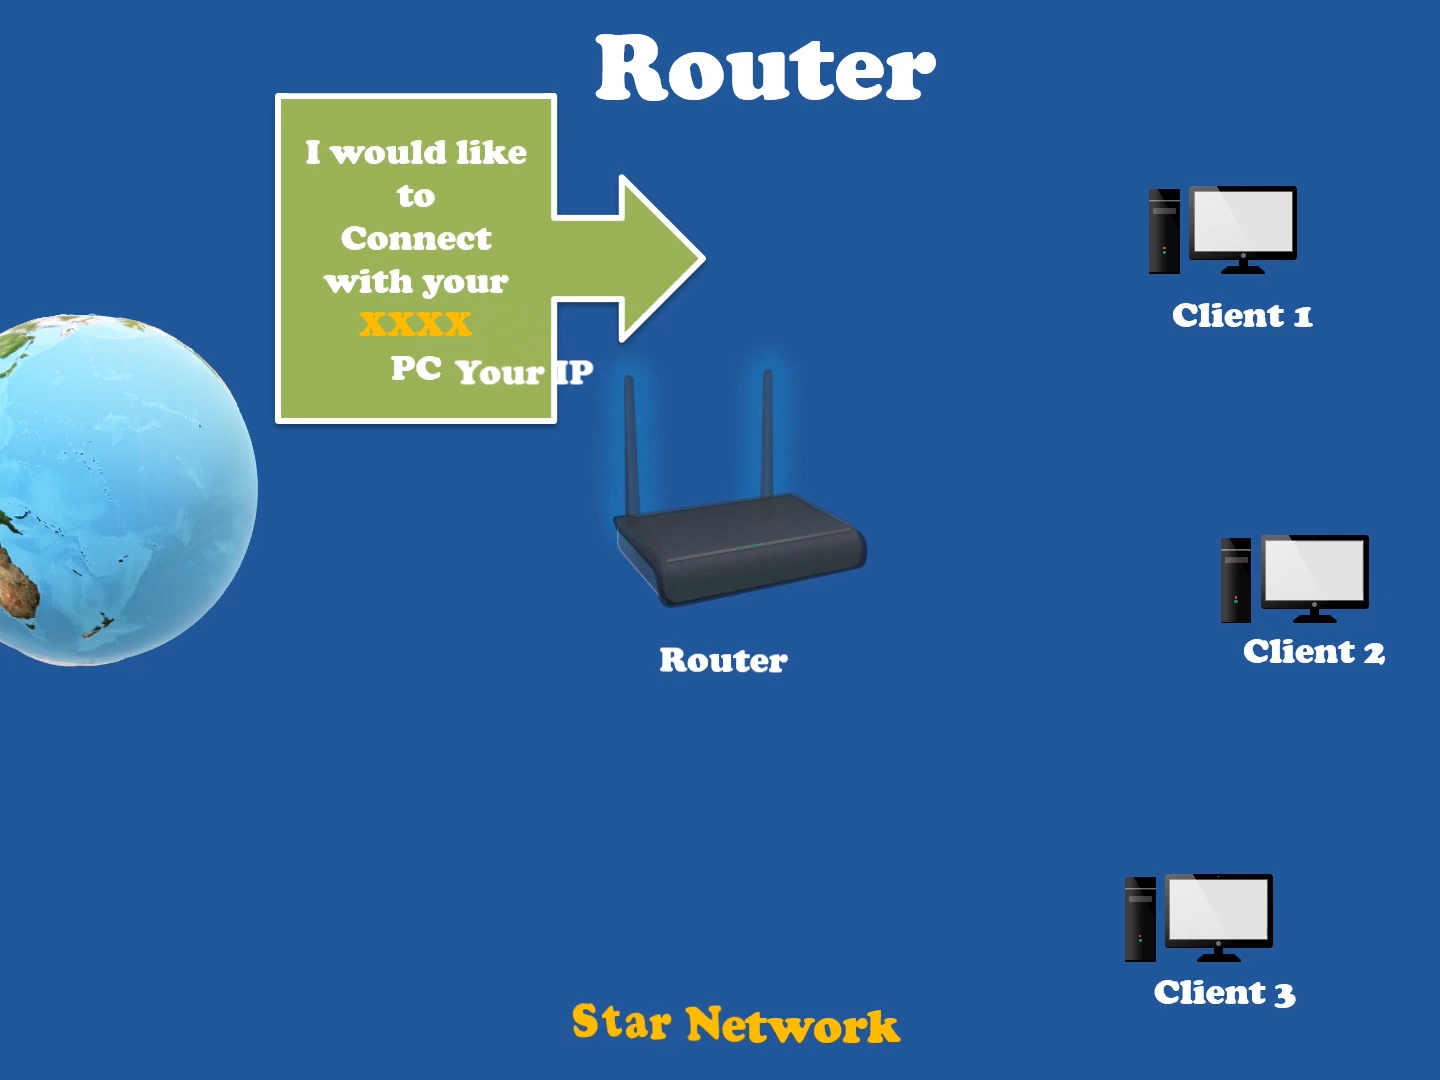 Router
I would like
to
Connect
with your
XXXX
PC
Your IP
Client 1
Client 2
Router
Client 3
Star Network